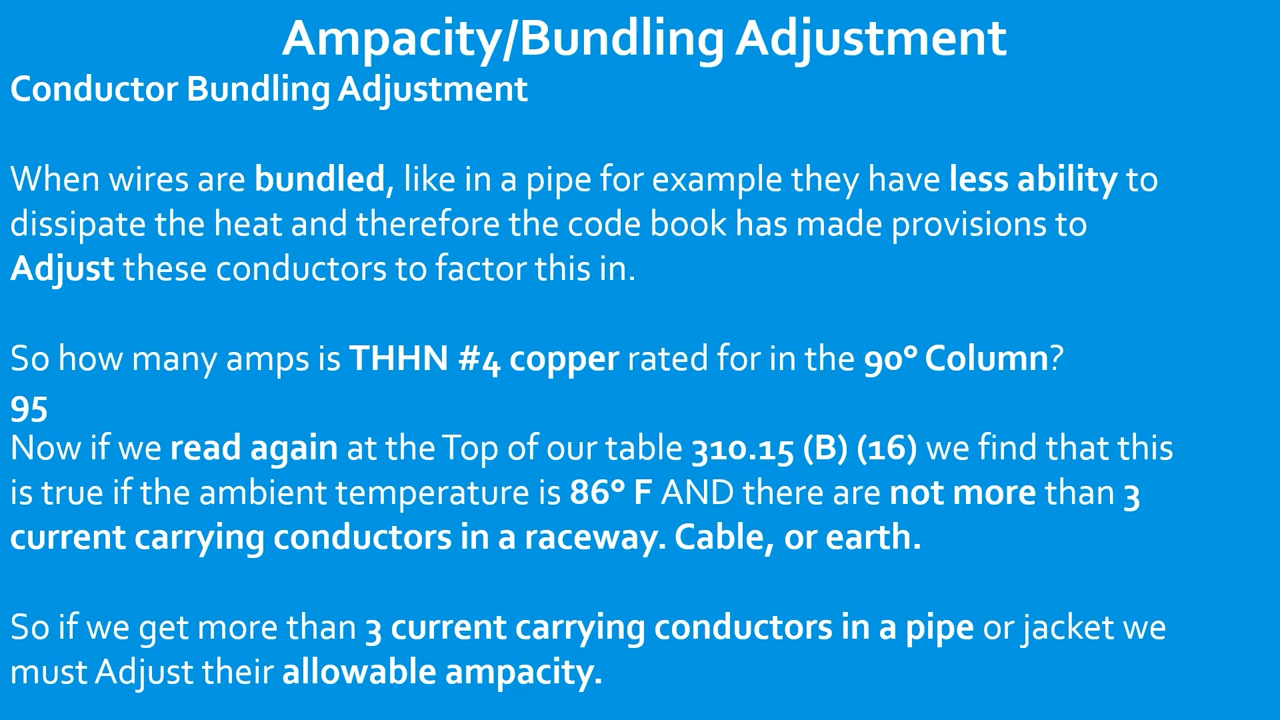 Ampacity/Bundling Adjustment
Conductor Bundling Adjustment
When wires are bundled, like in a pipe for example they have less ability to
dissipate the heat and therefore the code book has made provisions to
Adjust these conductors to factor this in.
So how many amps is THHN #4 copper rated for in the 90° Column?
95
Now if we read again at the Top of our table 310.15 (B) (16) we find that this
is true if the ambient temperature is 86° F AND there are not more than 3
current carrying conductors in a raceway. Cable, or earth.
So if we get more than 3 current carrying conductors in a pipe or jacket we
must Adjust their allowable ampacity.